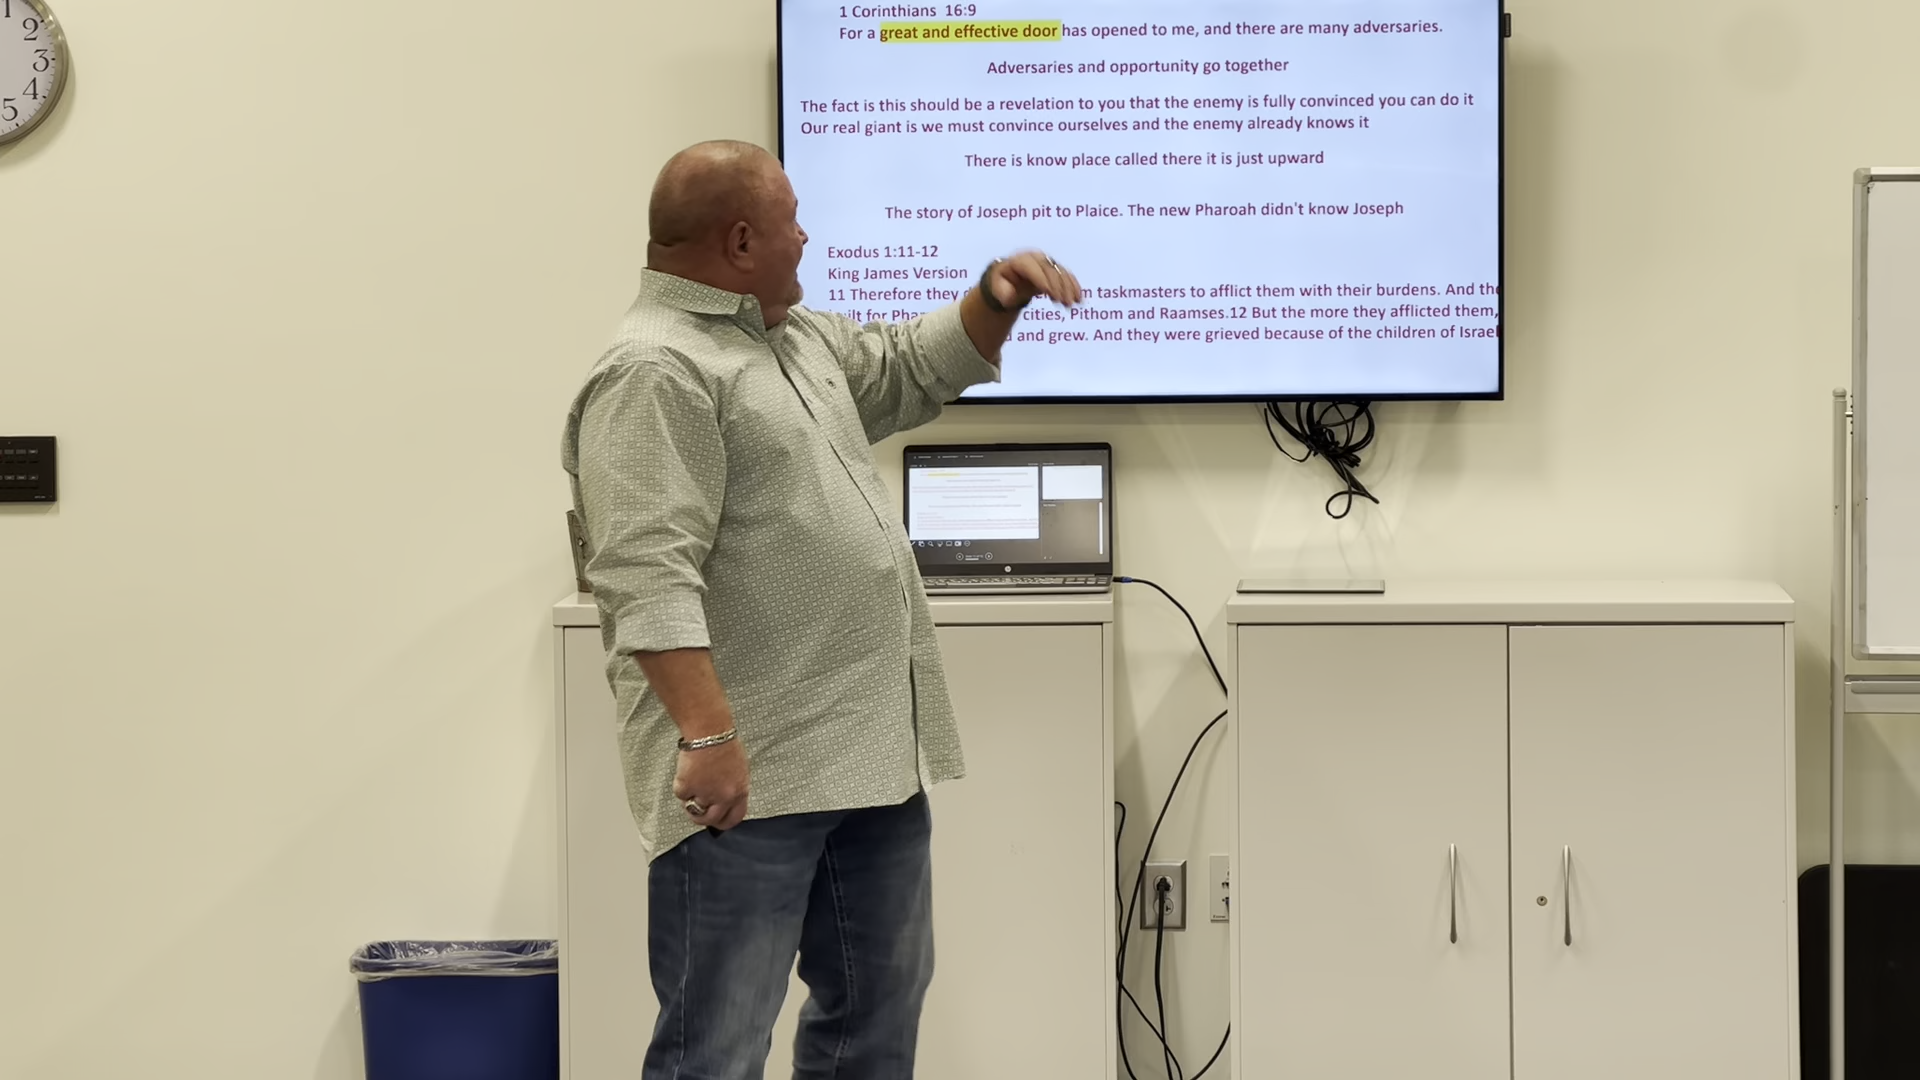 1 Corinthians 16:9
For a great and effective door has opened to me, and there are many adversaries.
Adversaries and opportunity go together
The fact is this should be a revelation to you that the enemy is fully convinced you can do it
Our real giant is we must convince ourselves and the enemy already knows it
There is know place called there it is just upward
The story of Joseph pit to Plaice. The new Pharoah didn't know Joseph
Exodus 1:11-12
King James Version
11 Therefore they taskmasters to afflict them with their burdens. And the
cities, Pithom and Raamses.12 But the more they afflicted them,
and grew. And they were grieved because of the children of Israel
1
2
3
4
5
hp